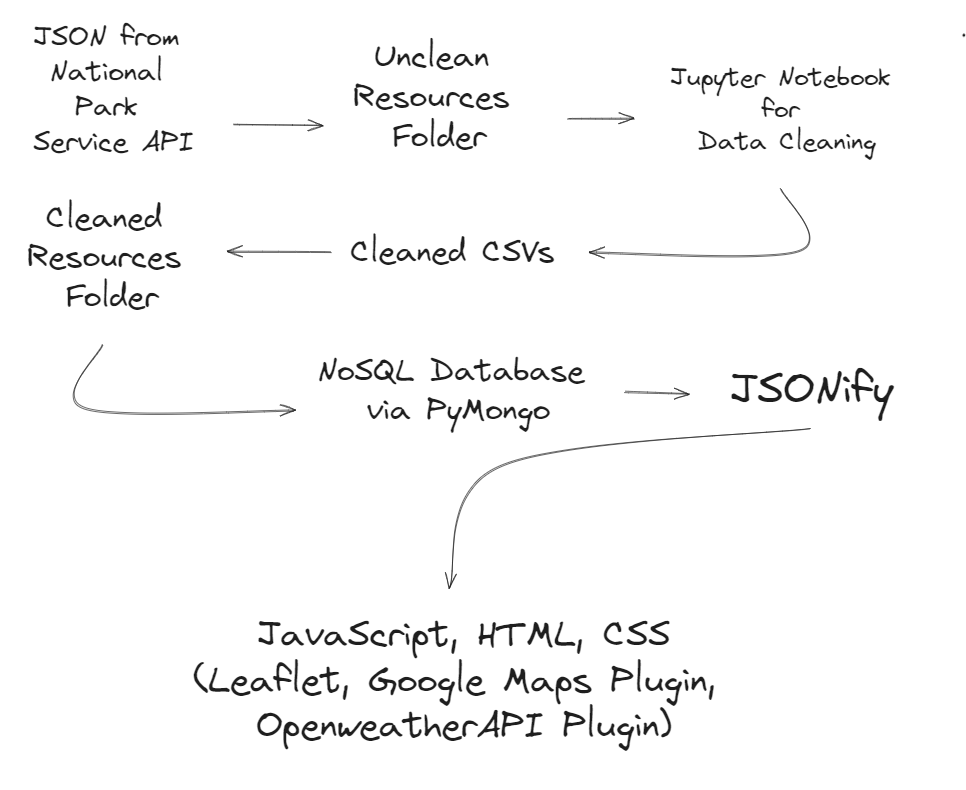 JSON from
National
Park
Service API
Unclean
Resources
Folder
Jupyter Notebook
for
Data Cleaning
Cleaned
Resources
Folder
Cleaned CSVs
NoSQL Database
via PyMongo
JSONify
JavaScript, HTML, CSS
(Leaflet, Google Maps Plugin,
OpenweatherAPI Plugin)